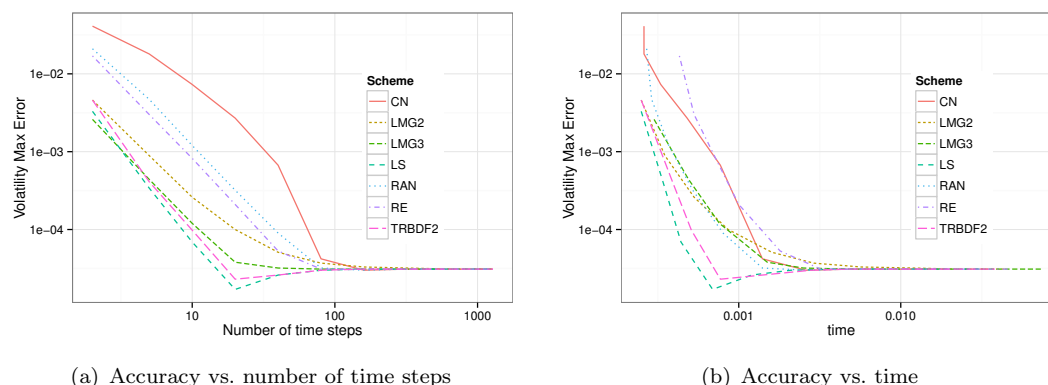 Volatility Max Error
1e−02
1e−03
1e−04
10
100
1000
Number of time steps
Scheme
CN
LMG2
LMG3
LS
RAN
RE
TRBDF2
(a) Accuracy vs. number of time steps
Volatility Max Error
1e−02
1e−03
1e−04
0.001
0.010
time
Scheme
CN
LMG2
LMG3
LS
RAN
RE
TRBDF2
(b) Accuracy vs. time